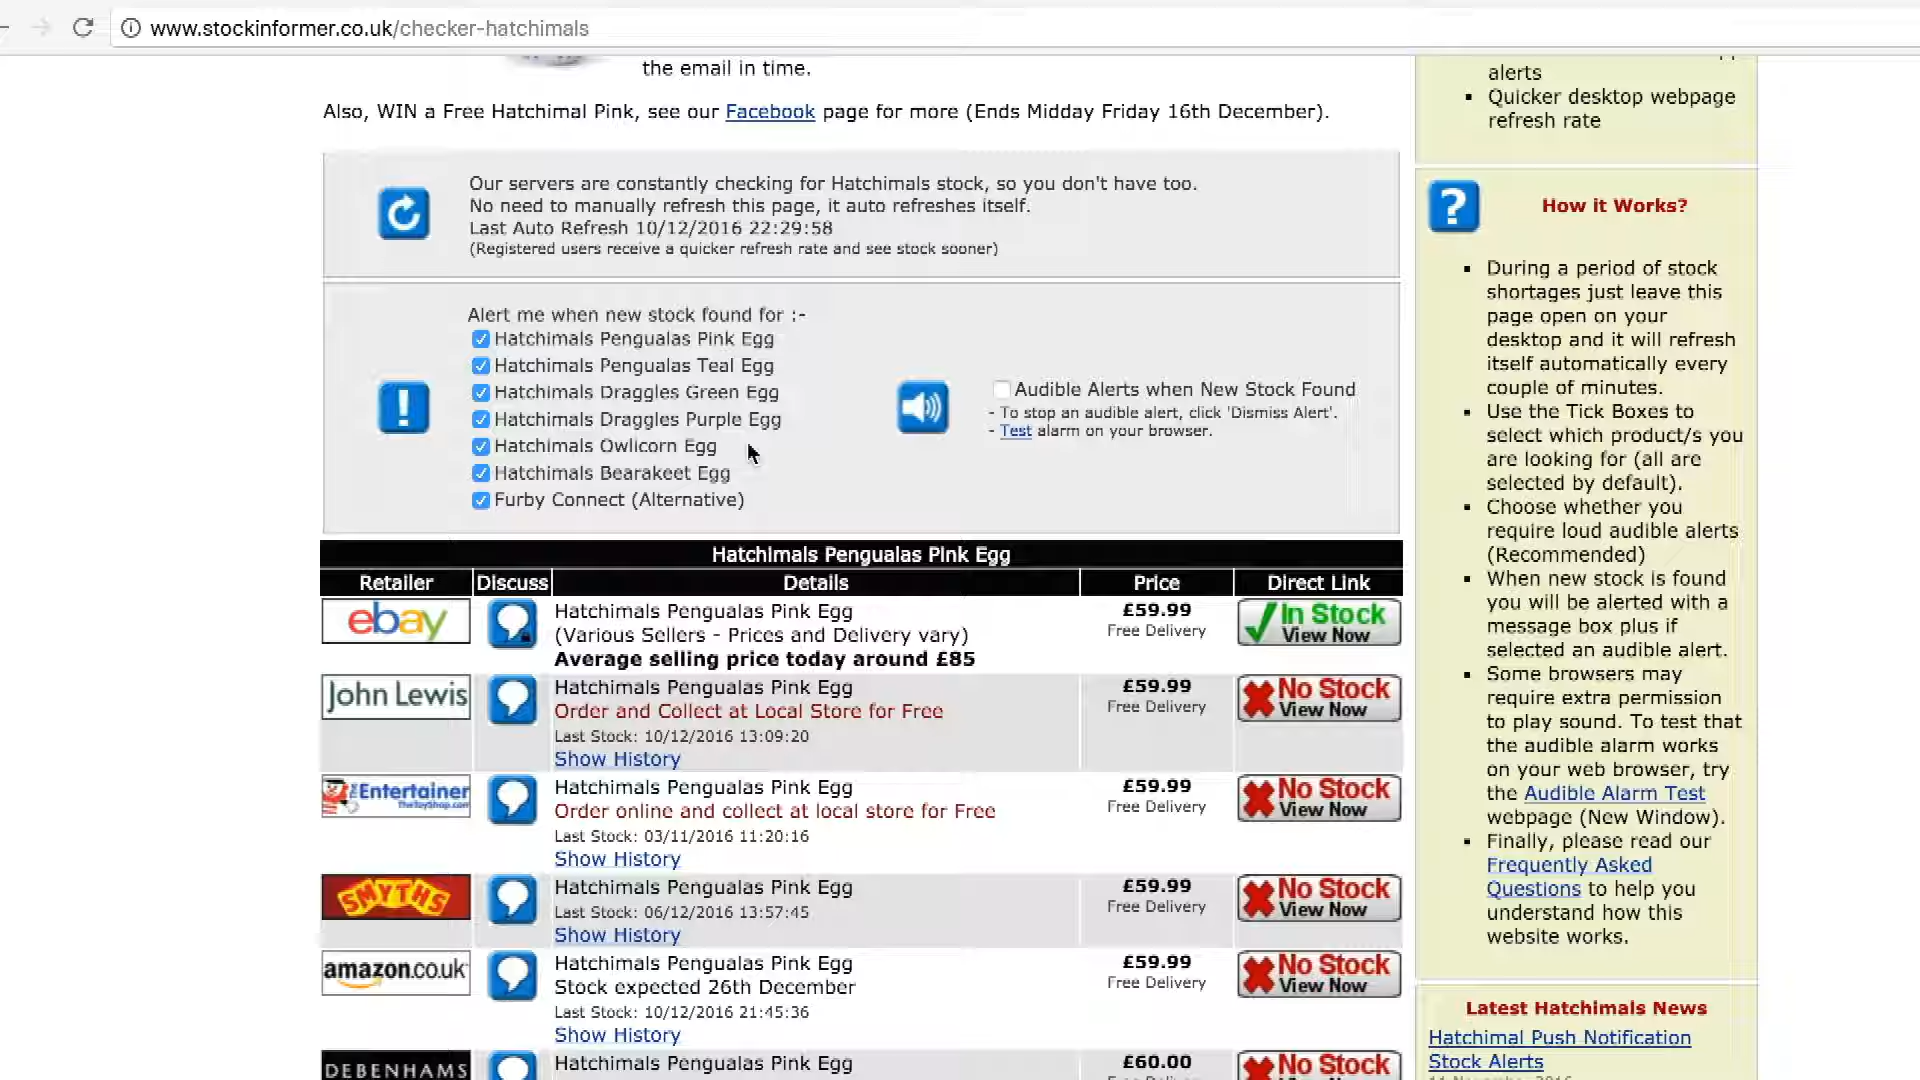 www.stockinformer.co.uk/checker-hatchimals
the email in time.
Also, WIN a Free Hatchimal Pink, see our Facebook page for more (Ends Midday Friday 16th December).
Our servers are constantly checking for Hatchimals stock, so you don't have too.
No need to manually refresh this page, it auto refreshes itself.
Last Auto Refresh 10/12/2016 22:29:58
(Registered users receive a quicker refresh rate and see stock sooner)
Alert me when new stock found for :-
Hatchimals Pengualas Pink Egg
Hatchimals Pengualas Teal Egg
Hatchimals Draggles Green Egg
Hatchimals Draggles Purple Egg
Hatchimals Owlicorn Egg
Hatchimals Bearakeet Egg
Furby Connect (Alternative)
Audible Alerts when New Stock Found
- To stop an audible alert, click 'Dismiss Alert'.
- Test alarm on your browser.
Hatchimals Pengualas Pink Egg
Retailer Discuss Details Price Direct Link
ebay
Hatchimals Pengualas Pink Egg
(Various Sellers - Prices and Delivery vary)
Average selling price today around £85
£59.99
Free Delivery
In Stock
View Now
John Lewis
Hatchimals Pengualas Pink Egg
Order and Collect at Local Store for Free
Last Stock: 10/12/2016 13:09:20
Show History
£59.99
Free Delivery
No Stock
View Now
The Entertainer
TheToyShop.com
Hatchimals Pengualas Pink Egg
Order online and collect at local store for Free
Last Stock: 03/11/2016 11:20:16
Show History
£59.99
Free Delivery
No Stock
View Now
SMYTHS
Hatchimals Pengualas Pink Egg
Last Stock: 06/12/2016 13:57:45
Show History
£59.99
Free Delivery
No Stock
View Now
amazon.co.uk
Hatchimals Pengualas Pink Egg
Stock expected 26th December
Last Stock: 10/12/2016 21:45:36
Show History
£59.99
Free Delivery
No Stock
View Now
DEBENHAMS
Hatchimals Pengualas Pink Egg
£60.00
No Stock
alerts
Quicker desktop webpage
refresh rate
How it Works?
During a period of stock
shortages just leave this
page open on your
desktop and it will refresh
itself automatically every
couple of minutes.
Use the Tick Boxes to
select which product/s you
are looking for (all are
selected by default).
Choose whether you
require loud audible alerts
(Recommended)
When new stock is found
you will be alerted with a
message box plus if
selected an audible alert.
Some browsers may
require extra permission
to play sound. To test that
the audible alarm works
on your web browser, try
the Audible Alarm Test
webpage (New Window).
Finally, please read our
Frequently Asked
Questions to help you
understand how this
website works.
Latest Hatchimals News
Hatchimal Push Notification
Stock Alerts